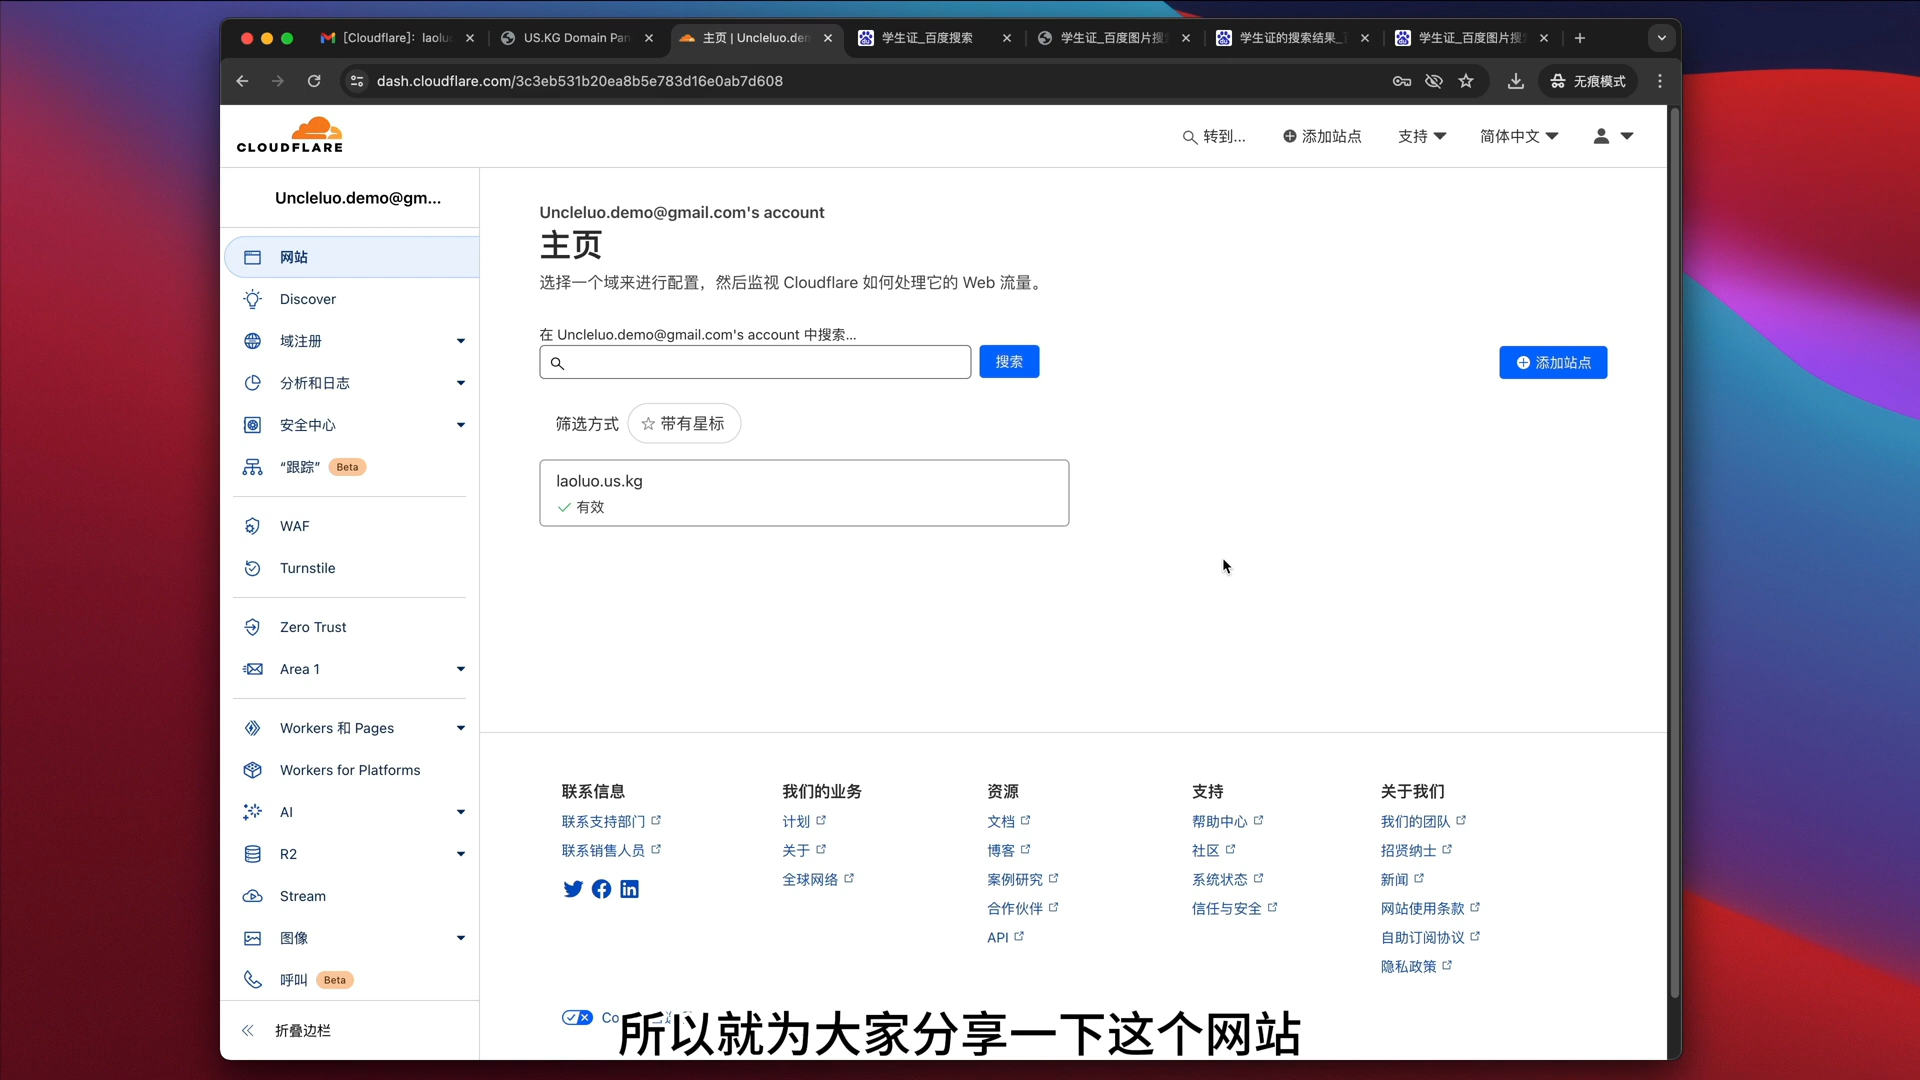 [Cloudflare]: laolu
US.KG Domain Pan
主页 | Uncleluo.dem
学生证_百度搜索
学生证_百度图片搜
学生证的搜索结果_百
学生证_百度图片搜
dash.cloudflare.com/3c3eb531b20ea8b5e783d16e0ab7d608
无痕模式
CLOUDFLARE
转到...
添加站点
支持
简体中文
Uncleluo.demo@gm...
网站
Discover
域注册
分析和日志
安全中心
“跟踪” Beta
WAF
Turnstile
Zero Trust
Area 1
Workers 和 Pages
Workers for Platforms
AI
R2
Stream
图像
呼叫 Beta
折叠边栏
Uncleluo.demo@gmail.com's account
主页
选择一个域来进行配置，然后监视 Cloudflare 如何处理它的 Web 流量。
在 Uncleluo.demo@gmail.com's account 中搜索...
搜索
添加站点
筛选方式 带有星标
laoluo.us.kg
有效
联系信息
联系支持部门
联系销售人员
我们的业务
计划
关于
全球网络
资源
文档
博客
案例研究
合作伙伴
API
支持
帮助中心
社区
系统状态
信任与安全
关于我们
我们的团队
招贤纳士
新闻
网站使用条款
自助订阅协议
隐私政策
Co
所以就为大家分享一下这个网站